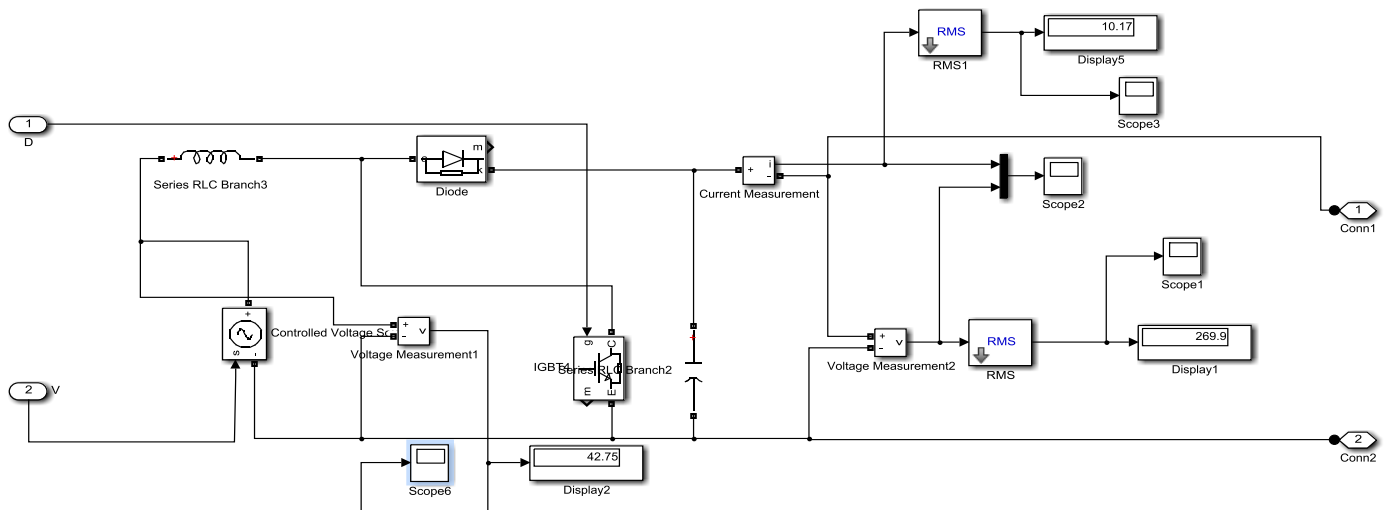 RMS
RMS1
10.17
Display5
Scope3
1
D
m
a
k
Series RLC Branch3
Diode
+
i
-
Current Measurement
Scope2
1
Conn1
Scope1
+
s
-
Controlled Voltage Sc
+
-
v
Voltage Measurement1
g
C
m
E
IGBT4
Series RLC Branch2
+
+
-
v
Voltage Measurement2
RMS
RMS
269.9
Display1
2
V
Scope6
42.75
Display2
2
Conn2